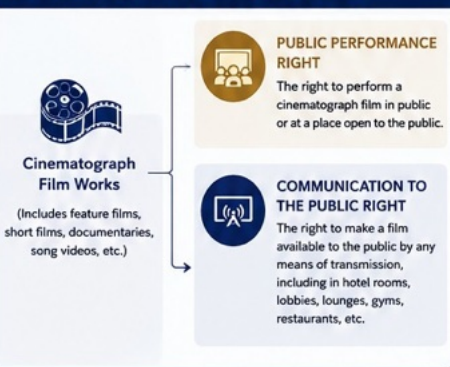 Cinematograph
Film Works
(Includes feature films,
short films, documentaries,
song videos, etc.)
PUBLIC PERFORMANCE
RIGHT
The right to perform a
cinematograph film in public
or at a place open to the public.
COMMUNICATION TO
THE PUBLIC RIGHT
The right to make a film
available to the public by any
means of transmission,
including in hotel rooms,
lobbies, lounges, gyms,
restaurants, etc.